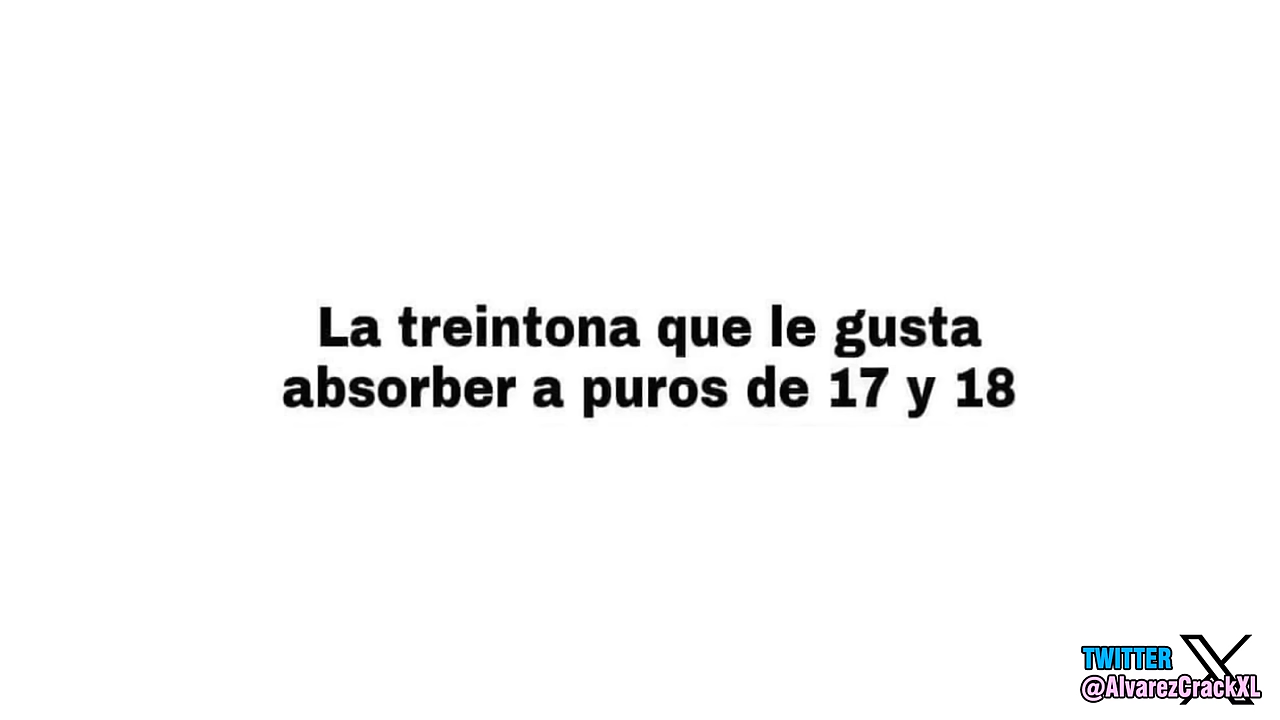 La treintona que le gusta
absorber a puros de 17 y 18
TWITTER X
@AlvarezCrackXL